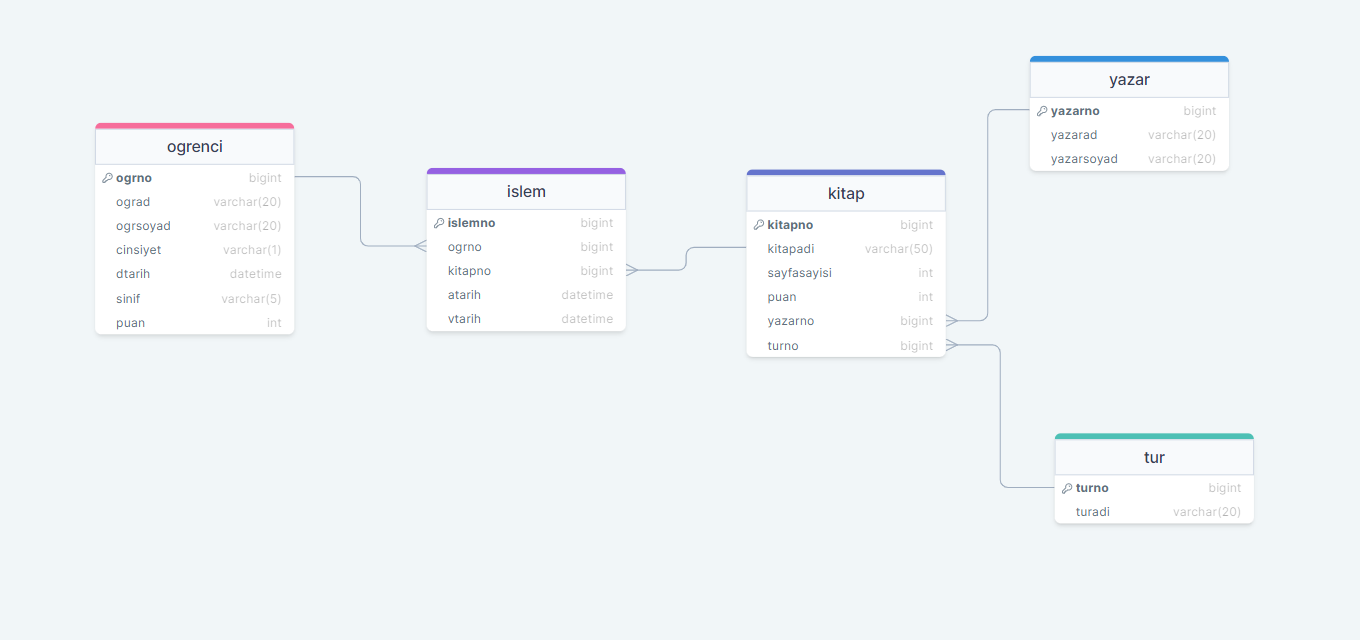 ogrenci
ogrno bigint
ograd varchar(20)
ogrsoyad varchar(20)
cinsiyet varchar(1)
dtarih datetime
sinif varchar(5)
puan int
islem
islemno bigint
ogrno bigint
kitapno bigint
atarih datetime
vtarih datetime
kitap
kitapno bigint
kitapadi varchar(50)
sayfasayisi int
puan int
yazarno bigint
turno bigint
yazar
yazarno bigint
yazarad varchar(20)
yazarsoyad varchar(20)
tur
turno bigint
turadi varchar(20)